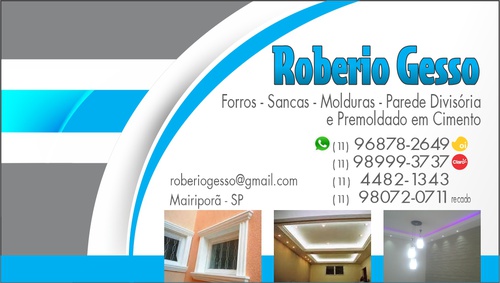 Roberio Gesso
Forros - Sancas - Molduras - Parede Divisória
e Premoldado em Cimento
(11) 96878-2649 oi
(11) 98999-3737 Claro
(11) 4482-1343
(11) 98072-0711 recado
roberiogesso@gmail.com
Mairiporã - SP